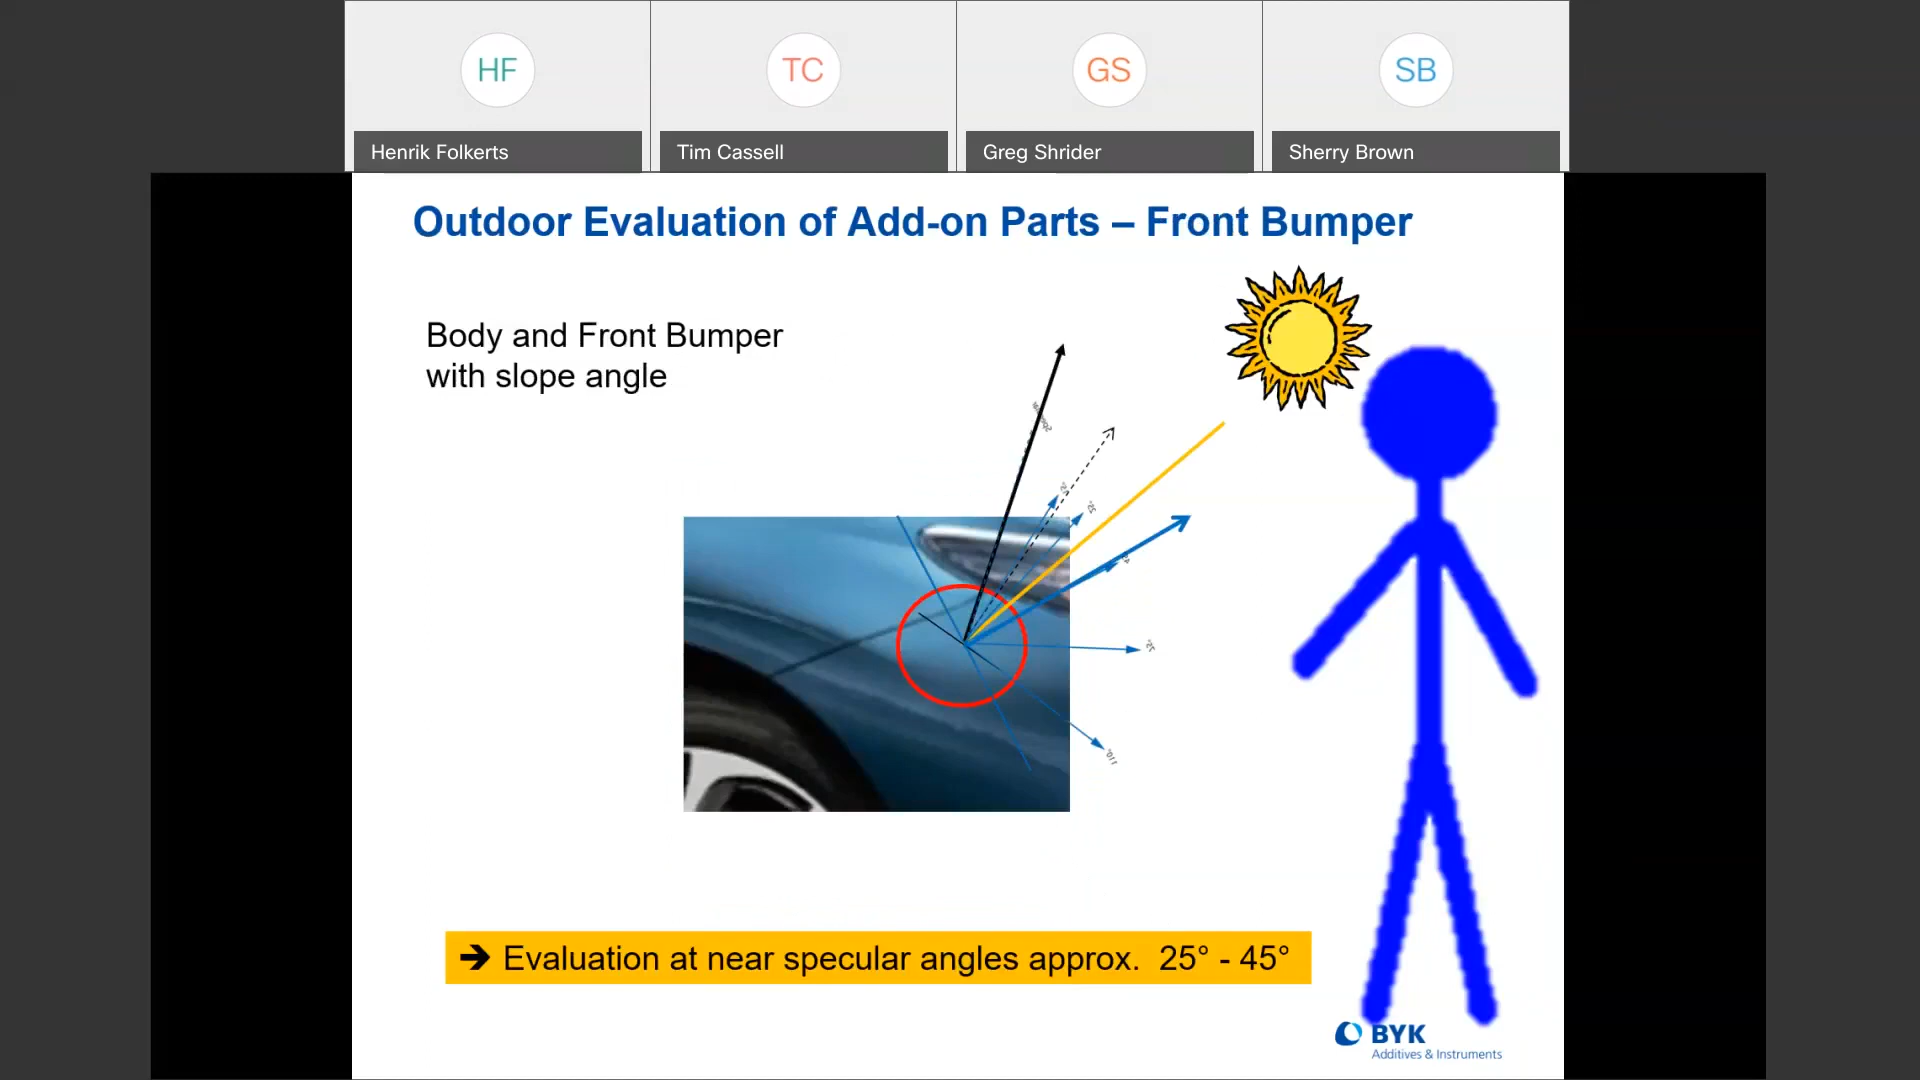 HF
TC
GS
SB
Henrik Folkerts
Tim Cassell
Greg Shrider
Sherry Brown
Outdoor Evaluation of Add-on Parts – Front Bumper
Body and Front Bumper
with slope angle
110°
➔ Evaluation at near specular angles approx. 25° - 45°
BYK
Additives & Instruments